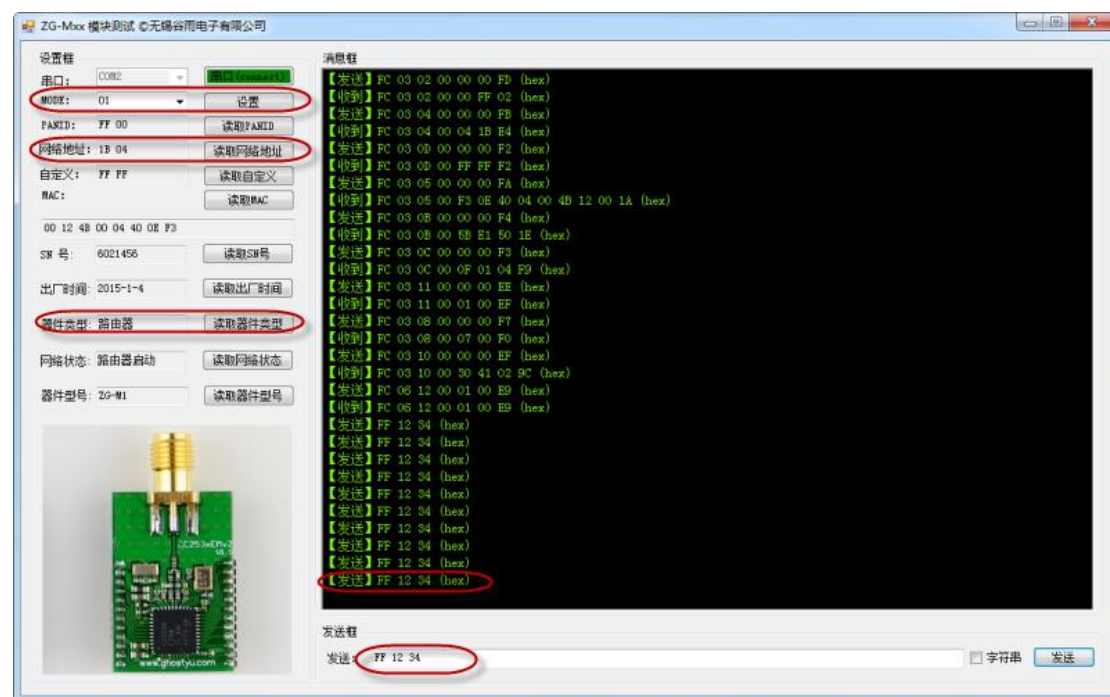 ZG-Mxx 模块测试 ©无锡谷雨电子有限公司
设置框
串口: COM2 串口(connect)
MODE: 01 设置
PANID: FF 00 读取PANID
网络地址: 1B 04 读取网络地址
自定义: FF FF 读取自定义
MAC: 读取MAC
00 12 4B 00 04 40 0E F3
SN 号: 6021456 读取SN号
出厂时间: 2015-1-4 读取出厂时间
器件类型: 路由器 读取器件类型
网络状态: 路由器启动 读取网络状态
器件型号: ZG-M1 读取器件型号
CC253xEMv2
www.ghostyu.com
消息框
【发送】FC 03 02 00 00 00 FD (hex)
【收到】FC 03 02 00 00 FF 02 (hex)
【发送】FC 03 04 00 00 00 FB (hex)
【收到】FC 03 04 00 04 1B E4 (hex)
【发送】FC 03 0D 00 00 00 F2 (hex)
【收到】FC 03 0D 00 FF FF F2 (hex)
【发送】FC 03 05 00 00 00 FA (hex)
【收到】FC 03 05 00 F3 0E 40 04 00 4B 12 00 1A (hex)
【发送】FC 03 0B 00 00 00 F4 (hex)
【收到】FC 03 0B 00 5B E1 50 1E (hex)
【发送】FC 03 0C 00 00 00 F3 (hex)
【收到】FC 03 0C 00 0F 01 04 F9 (hex)
【发送】FC 03 11 00 00 00 EE (hex)
【收到】FC 03 11 00 01 00 EF (hex)
【发送】FC 03 08 00 00 00 F7 (hex)
【收到】FC 03 08 00 07 00 F0 (hex)
【发送】FC 03 10 00 00 00 EF (hex)
【收到】FC 03 10 00 30 41 02 9C (hex)
【发送】FC 06 12 00 01 00 E9 (hex)
【收到】FC 06 12 00 01 00 E9 (hex)
【发送】FF 12 34 (hex)
【发送】FF 12 34 (hex)
【发送】FF 12 34 (hex)
【发送】FF 12 34 (hex)
【发送】FF 12 34 (hex)
【发送】FF 12 34 (hex)
【发送】FF 12 34 (hex)
【发送】FF 12 34 (hex)
【发送】FF 12 34 (hex)
【发送】FF 12 34 (hex)
发送框
发送: FF 12 34 字符串 发送